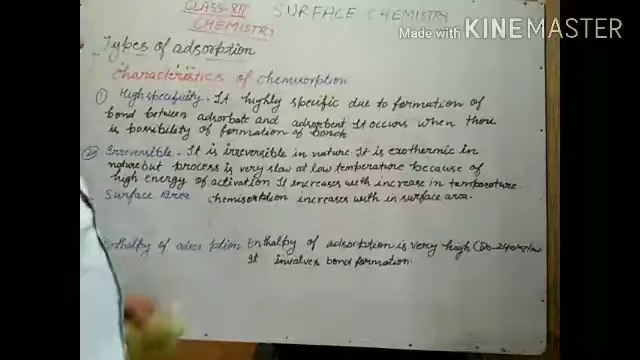 CLASS-XII SURFACE CHEMISTRY
CHEMISTRY
Made with KINEMASTER
Types of adsorption
Characteristics of chemisorption
① High specificity - It highly specific due to formation of
bond between adsorbate and adsorbent It occurs when there
is possibility of formation of bonds
② Irreversible - It is irreversible in nature It is exothermic in
nature but process is very slow at low temperature because of
high energy of activation It increases with increase in temperature
Surface Area chemisorption increases with in surface area.
Enthalpy of adsorption Enthalpy of adsorption is very high
It involves bond formation.